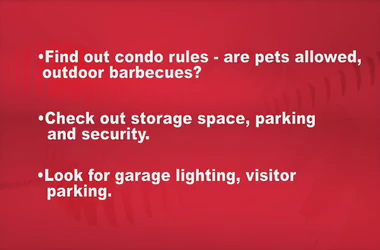 •Find out condo rules - are pets allowed,
outdoor barbecues?
•Check out storage space, parking
and security.
•Look for garage lighting, visitor
parking.